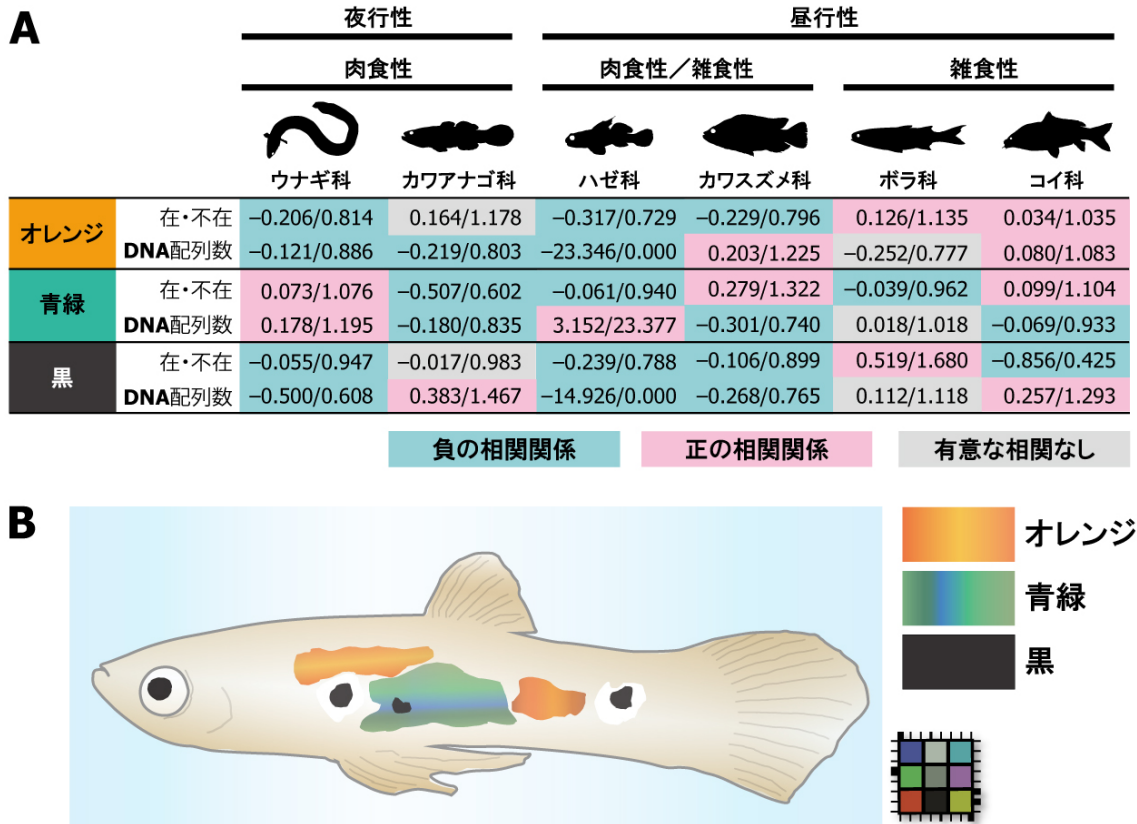 A
夜行性 昼行性
肉食性 肉食性／雑食性 雑食性
ウナギ科 カワアナゴ科 ハゼ科 カワスズメ科 ボラ科 コイ科
オレンジ
在・不在 −0.206/0.814 0.164/1.178 −0.317/0.729 −0.229/0.796 0.126/1.135 0.034/1.035
DNA配列数 −0.121/0.886 −0.219/0.803 −23.346/0.000 0.203/1.225 −0.252/0.777 0.080/1.083
青緑
在・不在 0.073/1.076 −0.507/0.602 −0.061/0.940 0.279/1.322 −0.039/0.962 0.099/1.104
DNA配列数 0.178/1.195 −0.180/0.835 3.152/23.377 −0.301/0.740 0.018/1.018 −0.069/0.933
黒
在・不在 −0.055/0.947 −0.017/0.983 −0.239/0.788 −0.106/0.899 0.519/1.680 −0.856/0.425
DNA配列数 −0.500/0.608 0.383/1.467 −14.926/0.000 −0.268/0.765 0.112/1.118 0.257/1.293
負の相関関係 正の相関関係 有意な相関なし
B
オレンジ
青緑
黒